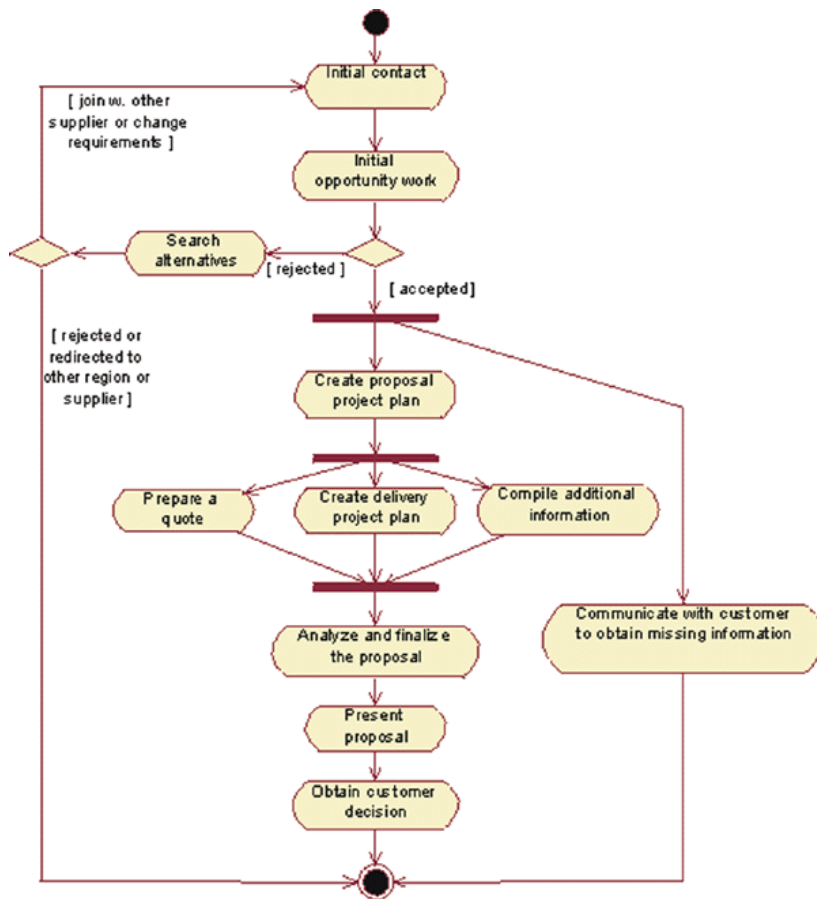 Initial contact
[ join w. other
supplier or change
requirements ]
Initial
opportunity work
Search
alternatives
[ rejected ]
[ accepted]
[ rejected or
redirected to
other region or
supplier ]
Create proposal
project plan
Prepare a
quote
Create delivery
project plan
Compile additional
information
Communicate with customer
to obtain missing information
Analyze and finalize
the proposal
Present
proposal
Obtain customer
decision